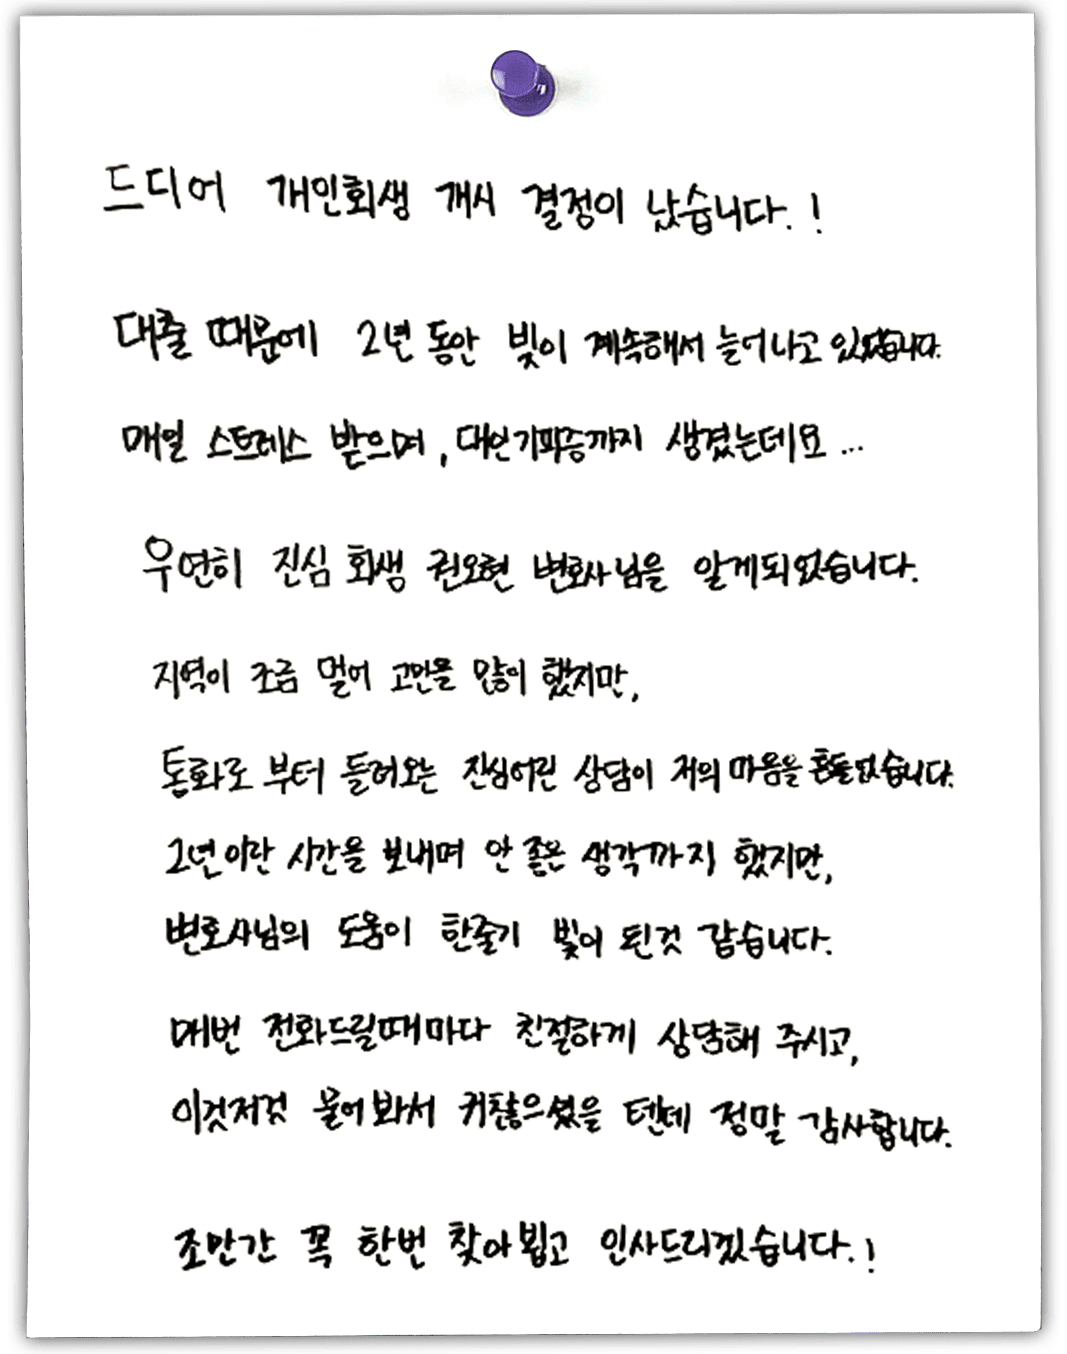 드디어 개인회생 개시 결정이 났습니다.!
대출 때문에 2년 동안 빚이 계속해서 늘어나고 있었습니다.
매일 스트레스 받으며, 대인기피증까지 생겼는데요...
우연히 진심 회생 권오현 변호사님을 알게되었습니다.
지역이 조금 멀어 고민을 많이 했지만,
통화로 부터 들려오는 진심어린 상담이 저의 마음을 흔들었습니다.
2년이란 시간을 보내며 안 좋은 생각까지 했지만,
변호사님의 도움이 한줄기 빛이 된것 같습니다.
매번 전화드릴때마다 친절하게 상담해 주시고,
이것저것 물어봐서 귀찮으셨을 텐데 정말 감사합니다.
조만간 꼭 한번 찾아뵙고 인사드리겠습니다.!